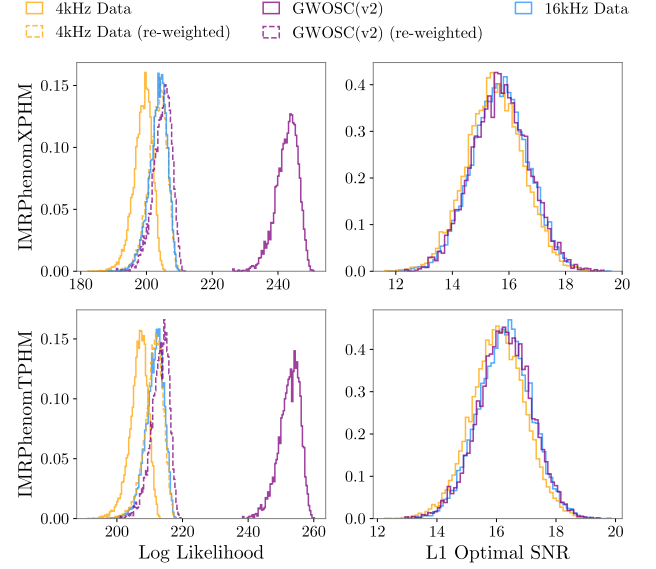 4kHz Data GWOSC(v2) 16kHz Data
4kHz Data (re-weighted) GWOSC(v2) (re-weighted)
IMRPhenomXPHM
0.15
0.10
0.05
0.00
180 200 220 240
0.4
0.3
0.2
0.1
0.0
12 14 16 18 20
IMRPhenomTPHM
0.15
0.10
0.05
0.00
200 220 240 260
Log Likelihood
0.4
0.3
0.2
0.1
0.0
12 14 16 18 20
L1 Optimal SNR